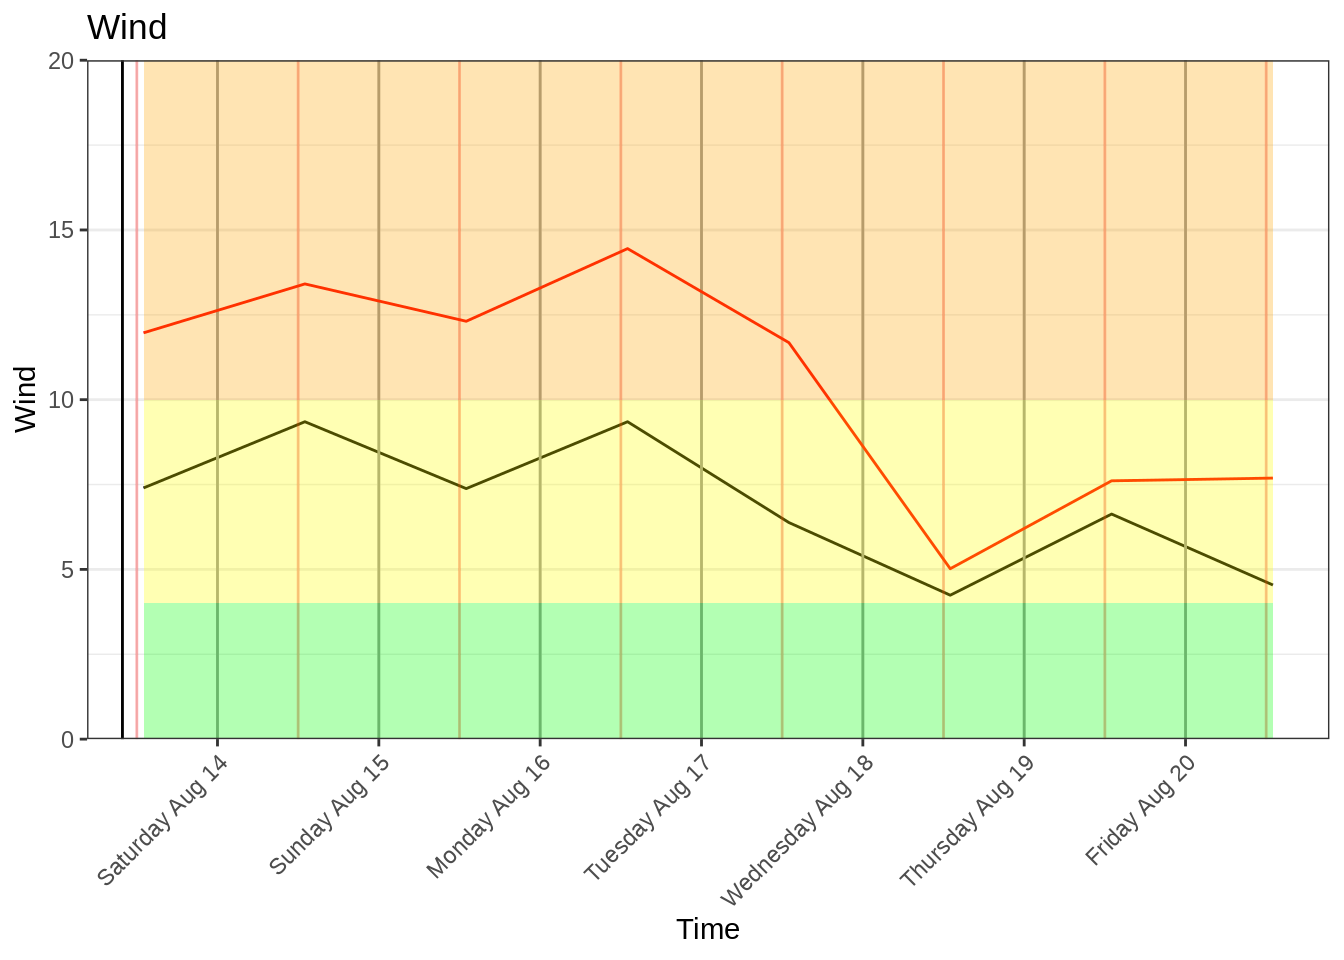 Wind
20
15
10
5
0
Wind
Saturday Aug 14
Sunday Aug 15
Monday Aug 16
Tuesday Aug 17
Wednesday Aug 18
Thursday Aug 19
Friday Aug 20
Time